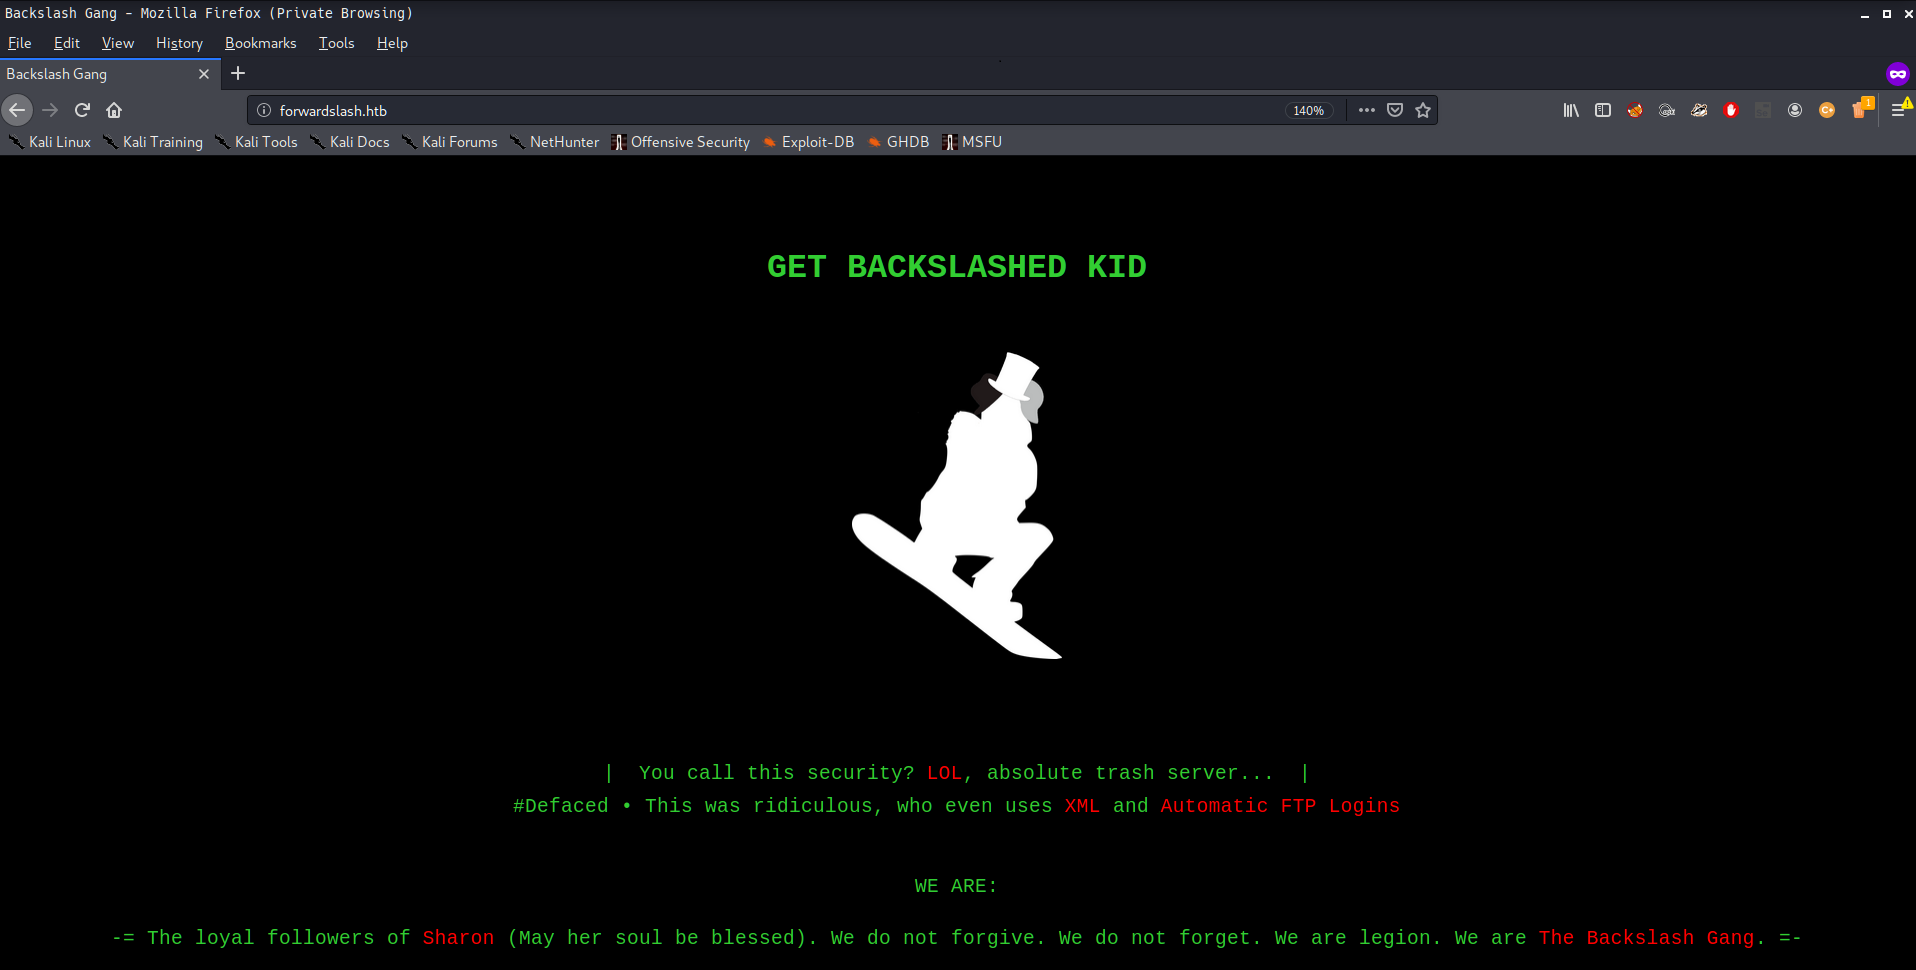 Backslash Gang - Mozilla Firefox (Private Browsing)
File Edit View History Bookmarks Tools Help
Backslash Gang
forwardslash.htb 140%
C+ 1
Kali Linux Kali Training Kali Tools Kali Docs Kali Forums NetHunter Offensive Security Exploit-DB GHDB MSFU
GET BACKSLASHED KID
| You call this security? LOL, absolute trash server... |
#Defaced • This was ridiculous, who even uses XML and Automatic FTP Logins
WE ARE:
-= The loyal followers of Sharon (May her soul be blessed). We do not forgive. We do not forget. We are legion. We are The Backslash Gang. =-